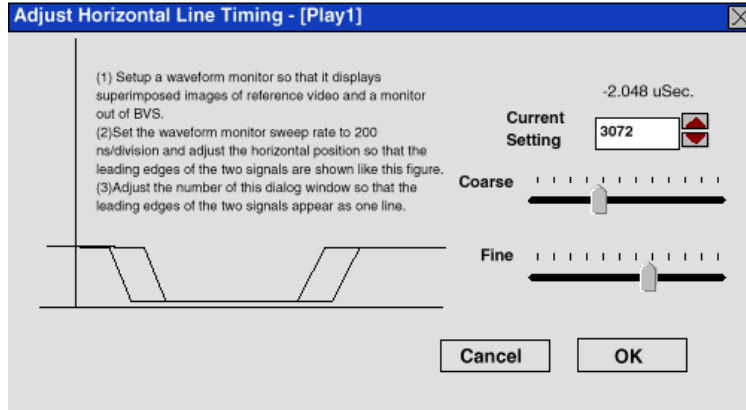 Adjust Horizontal Line Timing - [Play1]
(1) Setup a waveform monitor so that it displays
superimposed images of reference video and a monitor
out of BVS.
(2)Set the waveform monitor sweep rate to 200
ns/division and adjust the horizontal position so that the
leading edges of the two signals are shown like this figure.
(3)Adjust the number of this dialog window so that the
leading edges of the two signals appear as one line.
-2.048 uSec.
Current
Setting
3072
Coarse
Fine
Cancel
OK